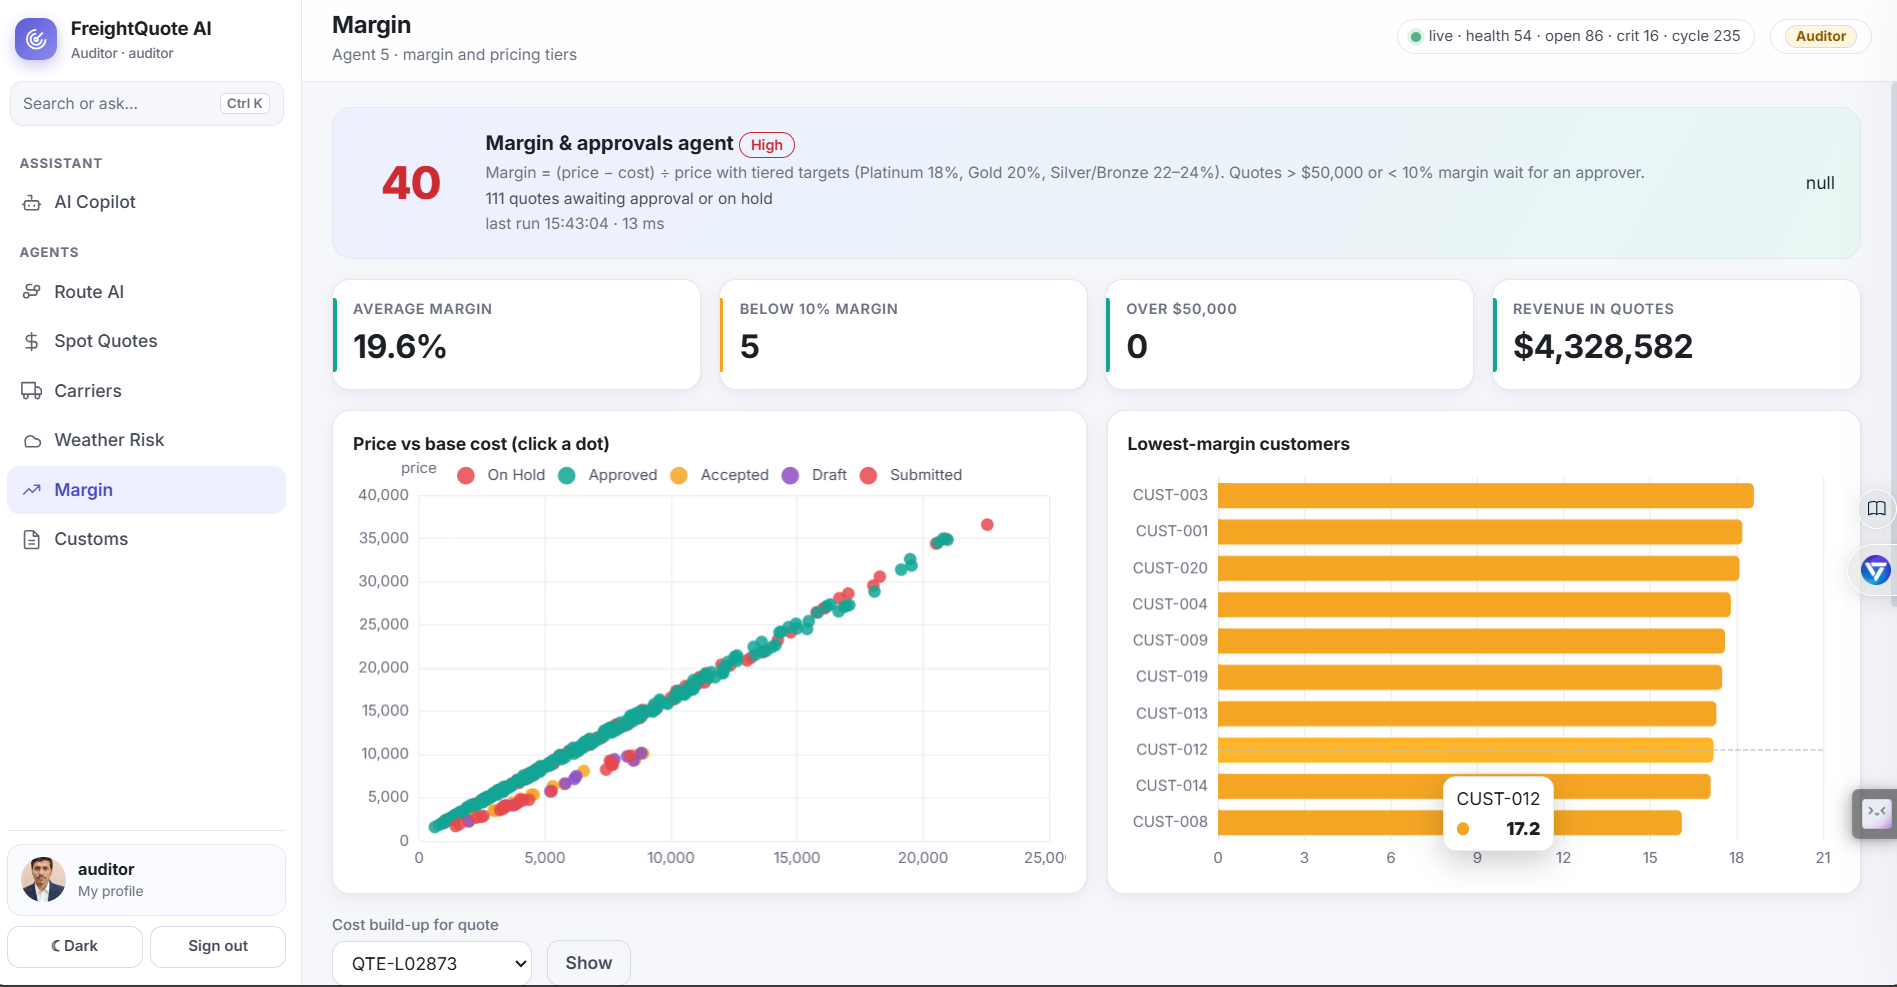 FreightQuote AI
Auditor · auditor
Search or ask...
Ctrl K
ASSISTANT
AI Copilot
AGENTS
Route AI
Spot Quotes
Carriers
Weather Risk
Margin
Customs
auditor
My profile
Dark
Sign out
Margin
Agent 5 · margin and pricing tiers
live · health 54 · open 86 · crit 16 · cycle 235
Auditor
40
Margin & approvals agent High
Margin = (price − cost) ÷ price with tiered targets (Platinum 18%, Gold 20%, Silver/Bronze 22–24%). Quotes > $50,000 or < 10% margin wait for an approver.
111 quotes awaiting approval or on hold
last run 15:43:04 · 13 ms
null
AVERAGE MARGIN
19.6%
BELOW 10% MARGIN
5
OVER $50,000
0
REVENUE IN QUOTES
$4,328,582
Price vs base cost (click a dot)
price
On Hold Approved Accepted Draft Submitted
40,000
35,000
30,000
25,000
20,000
15,000
10,000
5,000
0
0 5,000 10,000 15,000 20,000 25,00
Lowest-margin customers
CUST-003
CUST-001
CUST-020
CUST-004
CUST-009
CUST-019
CUST-013
CUST-012
CUST-014
CUST-008
CUST-012
17.2
0 3 6 9 12 15 18 21
Cost build-up for quote
QTE-L02873
Show